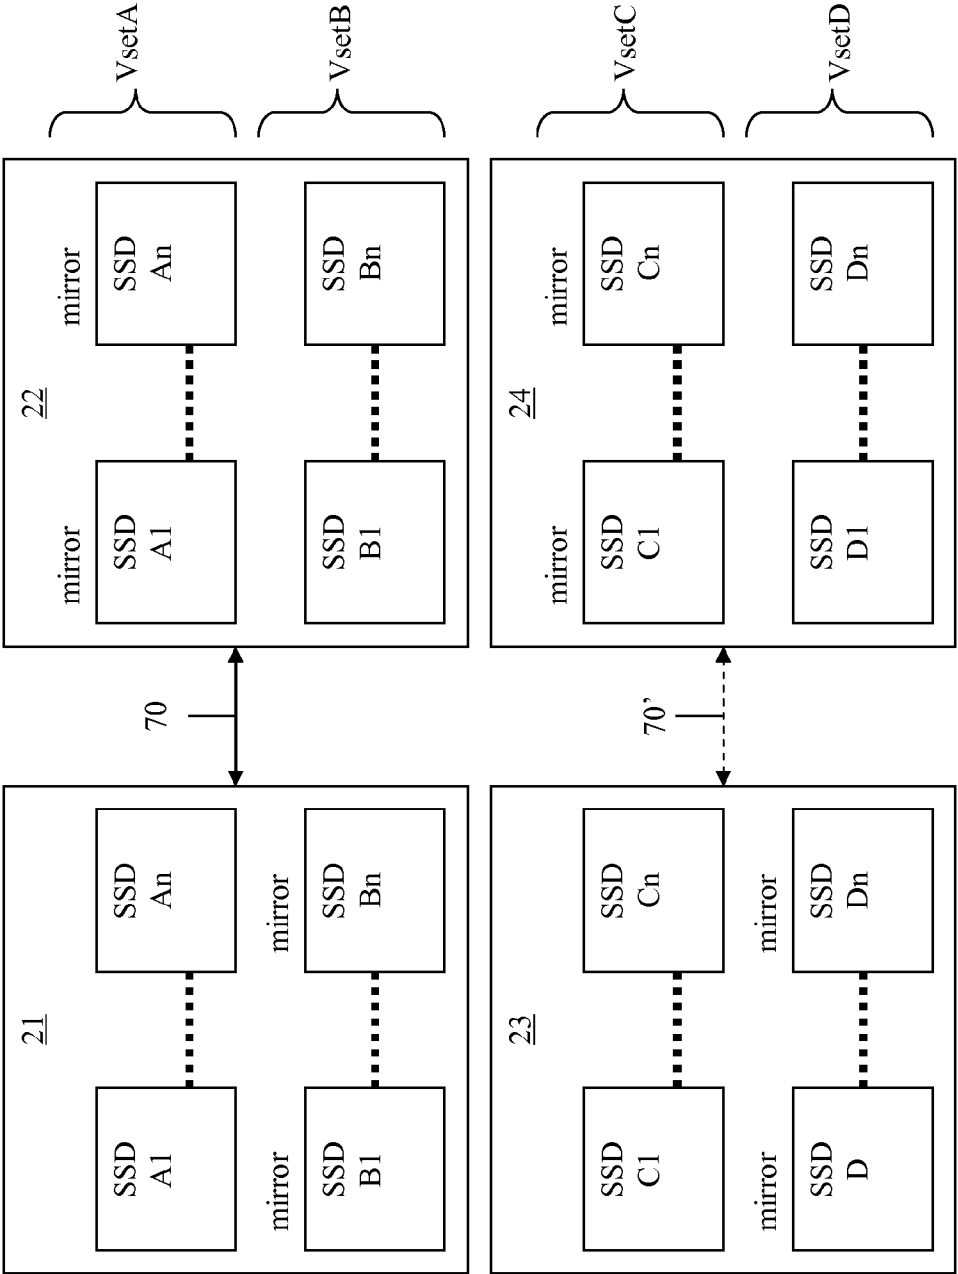 21
SSD
A1
SSD
An
mirror
SSD
B1
mirror
SSD
Bn
70
22
mirror
SSD
A1
mirror
SSD
An
SSD
B1
SSD
Bn
VsetA
VsetB
23
SSD
C1
SSD
Cn
mirror
SSD
D
mirror
SSD
Dn
70’
24
mirror
SSD
C1
mirror
SSD
Cn
SSD
D1
SSD
Dn
VsetC
VsetD